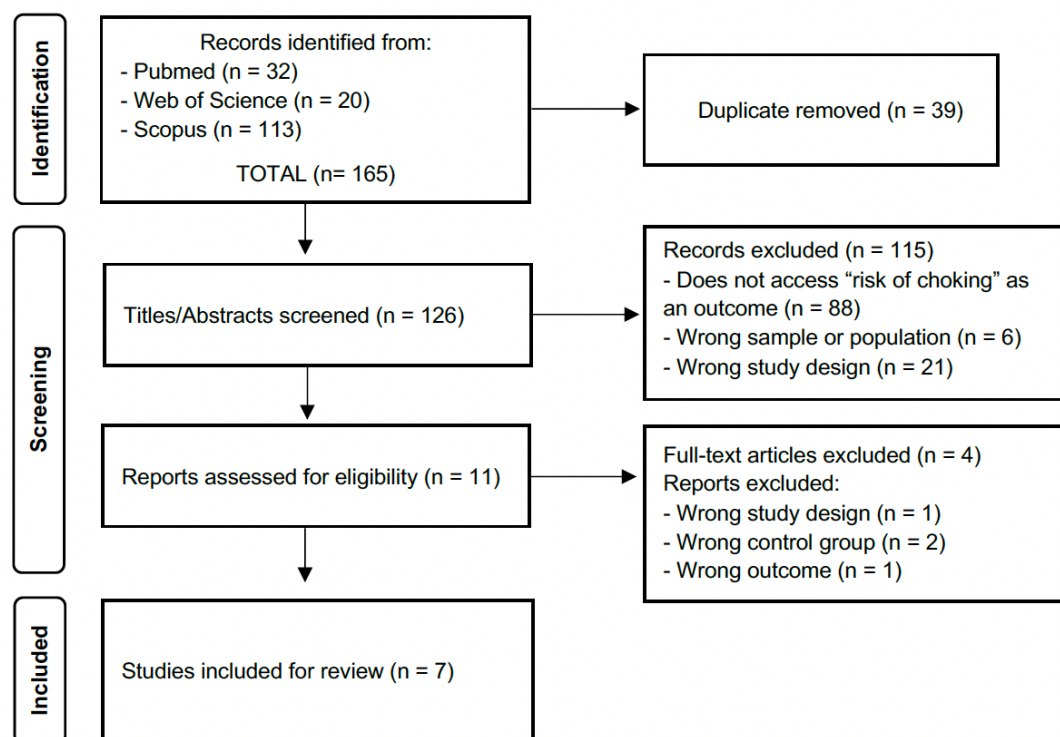 Identification
Records identified from:
- Pubmed (n = 32)
- Web of Science (n = 20)
- Scopus (n = 113)
TOTAL (n= 165)
Duplicate removed (n = 39)
Screening
Titles/Abstracts screened (n = 126)
Records excluded (n = 115)
- Does not access “risk of choking” as
an outcome (n = 88)
- Wrong sample or population (n = 6)
- Wrong study design (n = 21)
Reports assessed for eligibility (n = 11)
Full-text articles excluded (n = 4)
Reports excluded:
- Wrong study design (n = 1)
- Wrong control group (n = 2)
- Wrong outcome (n = 1)
Included
Studies included for review (n = 7)